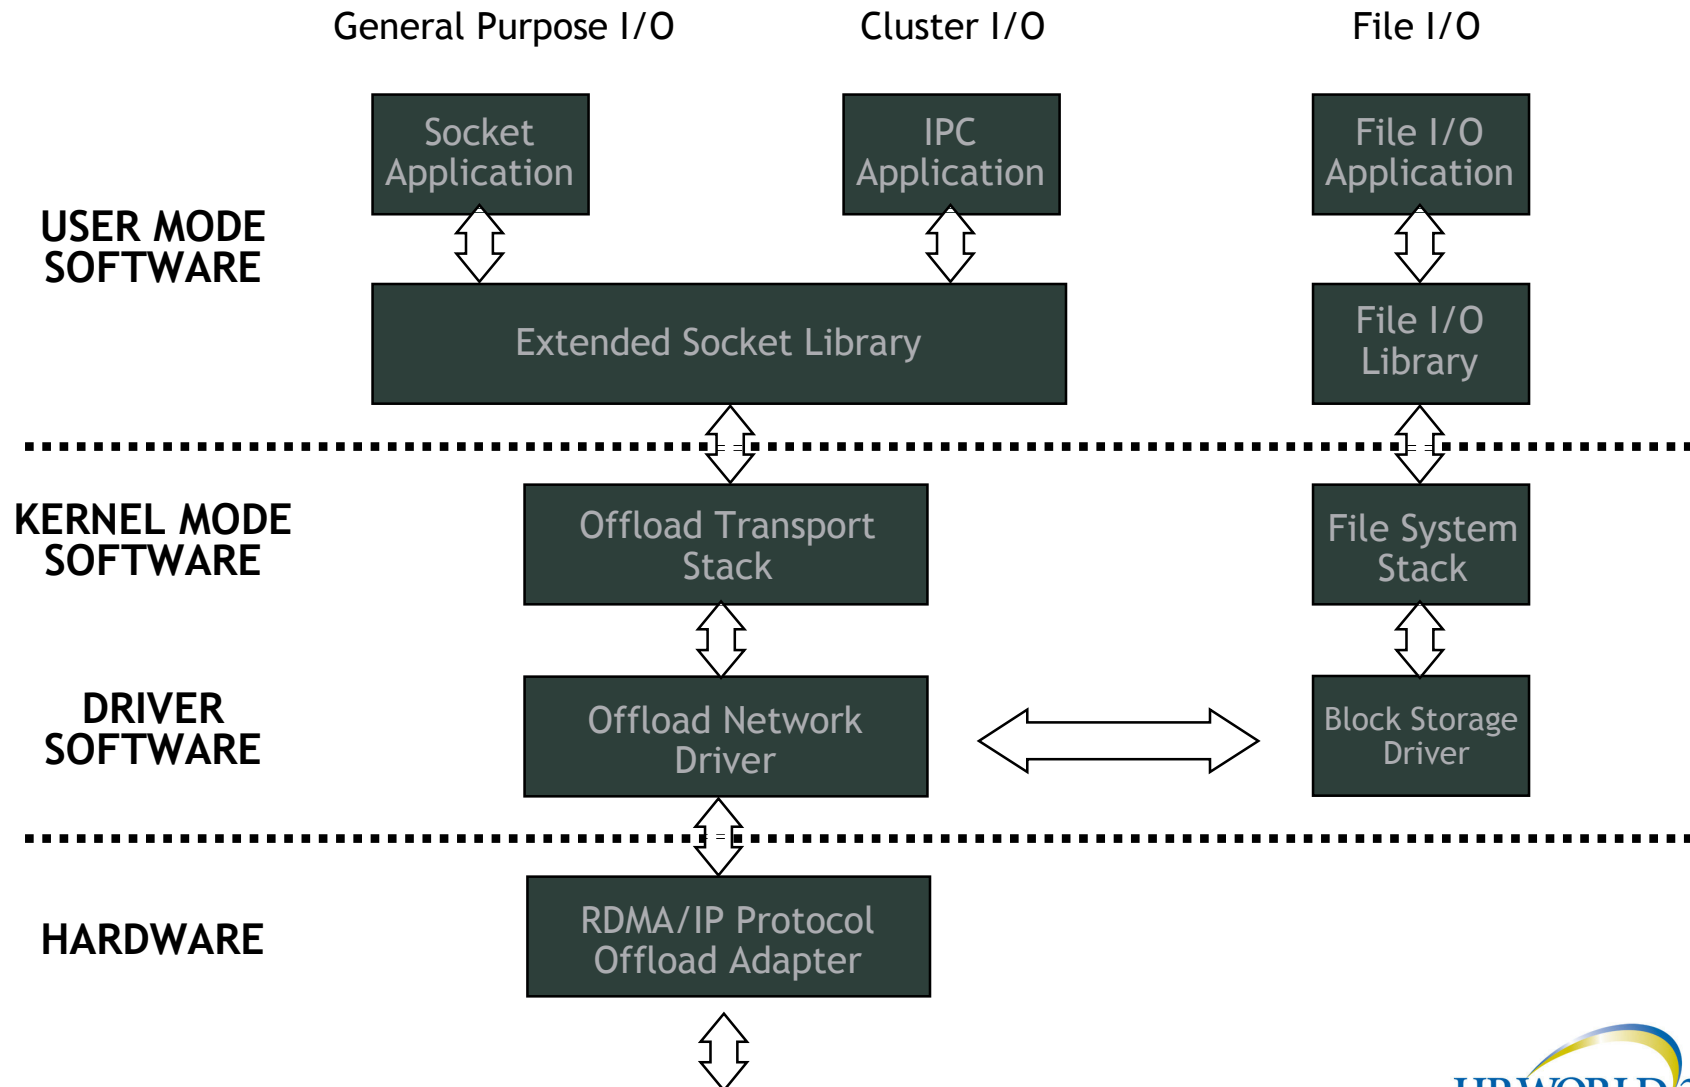 General Purpose I/O
Cluster I/O
File I/O
Socket
Application
IPC
Application
File I/O
Application
USER MODE
SOFTWARE
Extended Socket Library
File I/O
Library
KERNEL MODE
SOFTWARE
Offload Transport
Stack
File System
Stack
DRIVER
SOFTWARE
Offload Network
Driver
Block Storage
Driver
HARDWARE
RDMA/IP Protocol
Offload Adapter